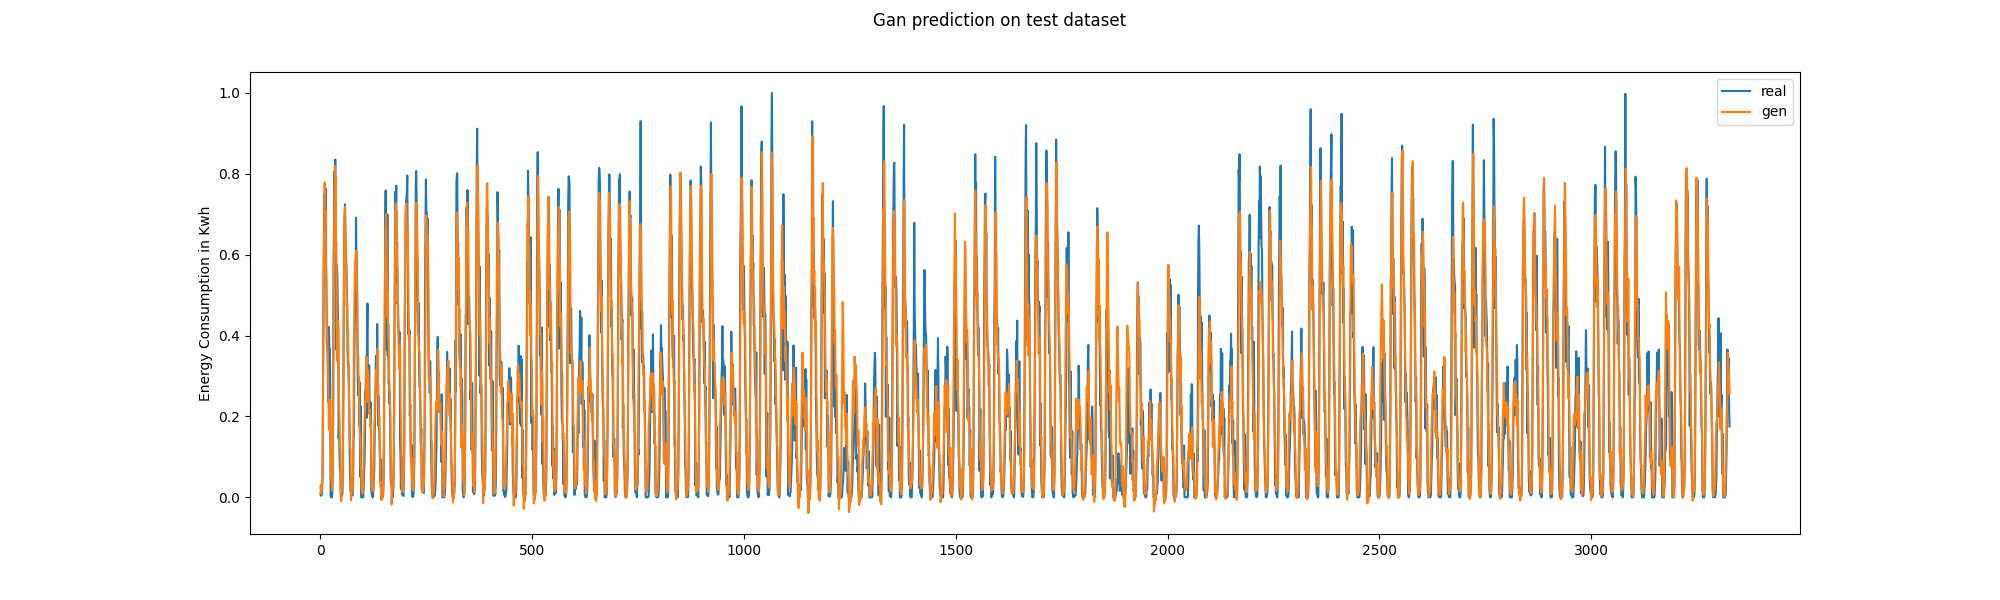 Gan prediction on test dataset
real
gen
Energy Consumption in Kwh
1.0
0.8
0.6
0.4
0.2
0.0
0 500 1000 1500 2000 2500 3000